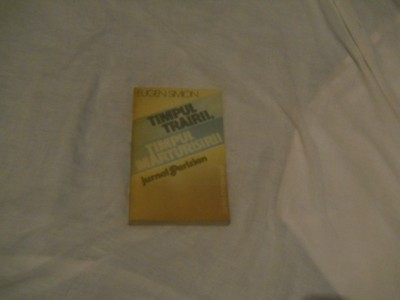 EUGEN SIMION
TIMPUL
TRĂIRII,
TIMPUL
MĂRTURISIRII
Jurnal Parizian